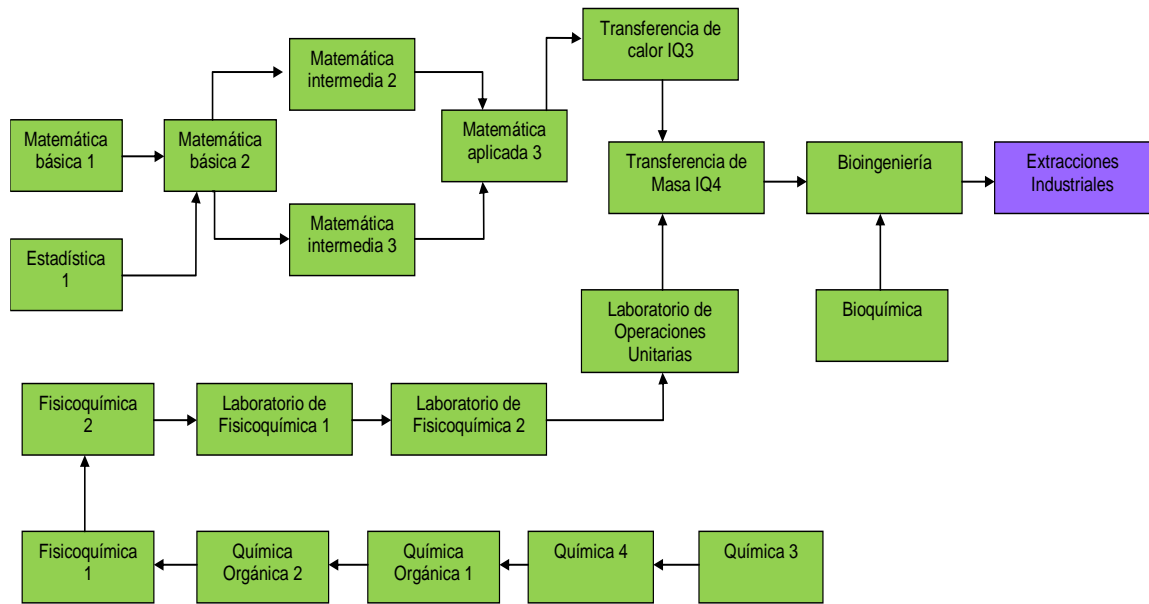 Transferencia de
calor IQ3
Matemática
intermedia 2
Matemática
básica 1
Matemática
básica 2
Matemática
aplicada 3
Transferencia de
Masa IQ4
Bioingeniería
Extracciones
Industriales
Matemática
intermedia 3
Estadística
1
Laboratorio de
Operaciones
Unitarias
Bioquímica
Fisicoquímica
2
Laboratorio de
Fisicoquímica 1
Laboratorio de
Fisicoquímica 2
Fisicoquímica
1
Química
Orgánica 2
Química
Orgánica 1
Química 4
Química 3